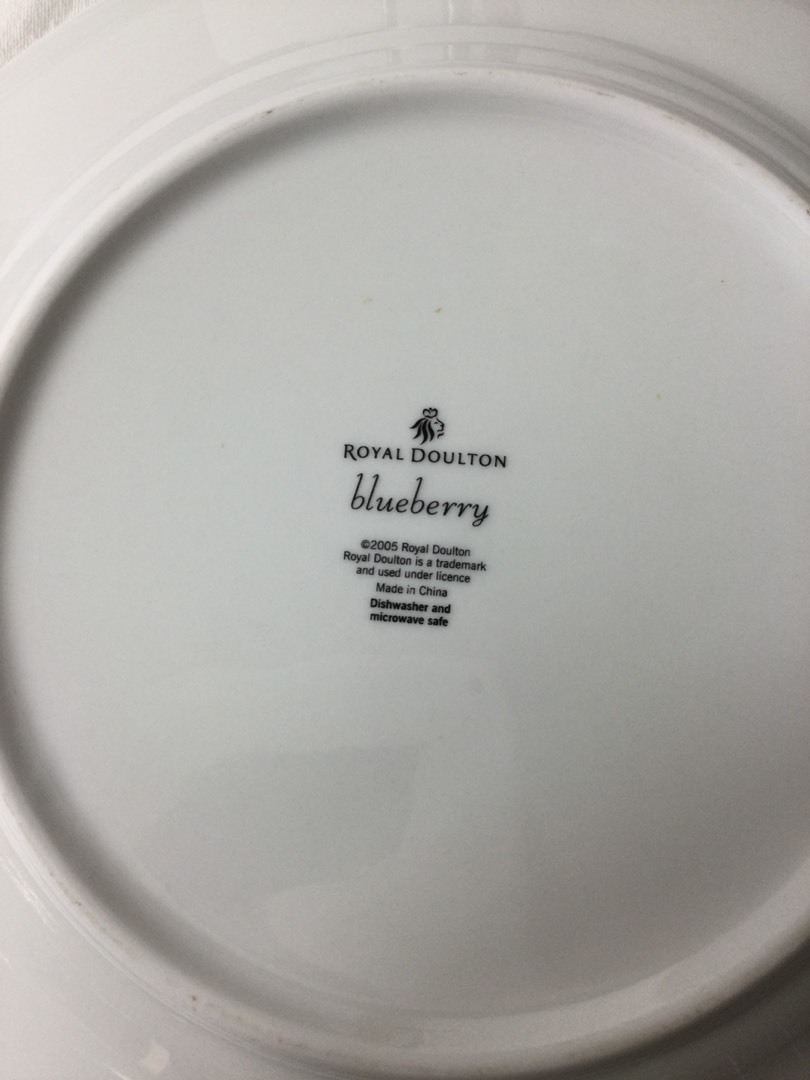 ROYAL DOULTON
blueberry
©2005 Royal Doulton
Royal Doulton is a trademark
and used under licence
Made in China
Dishwasher and
microwave safe